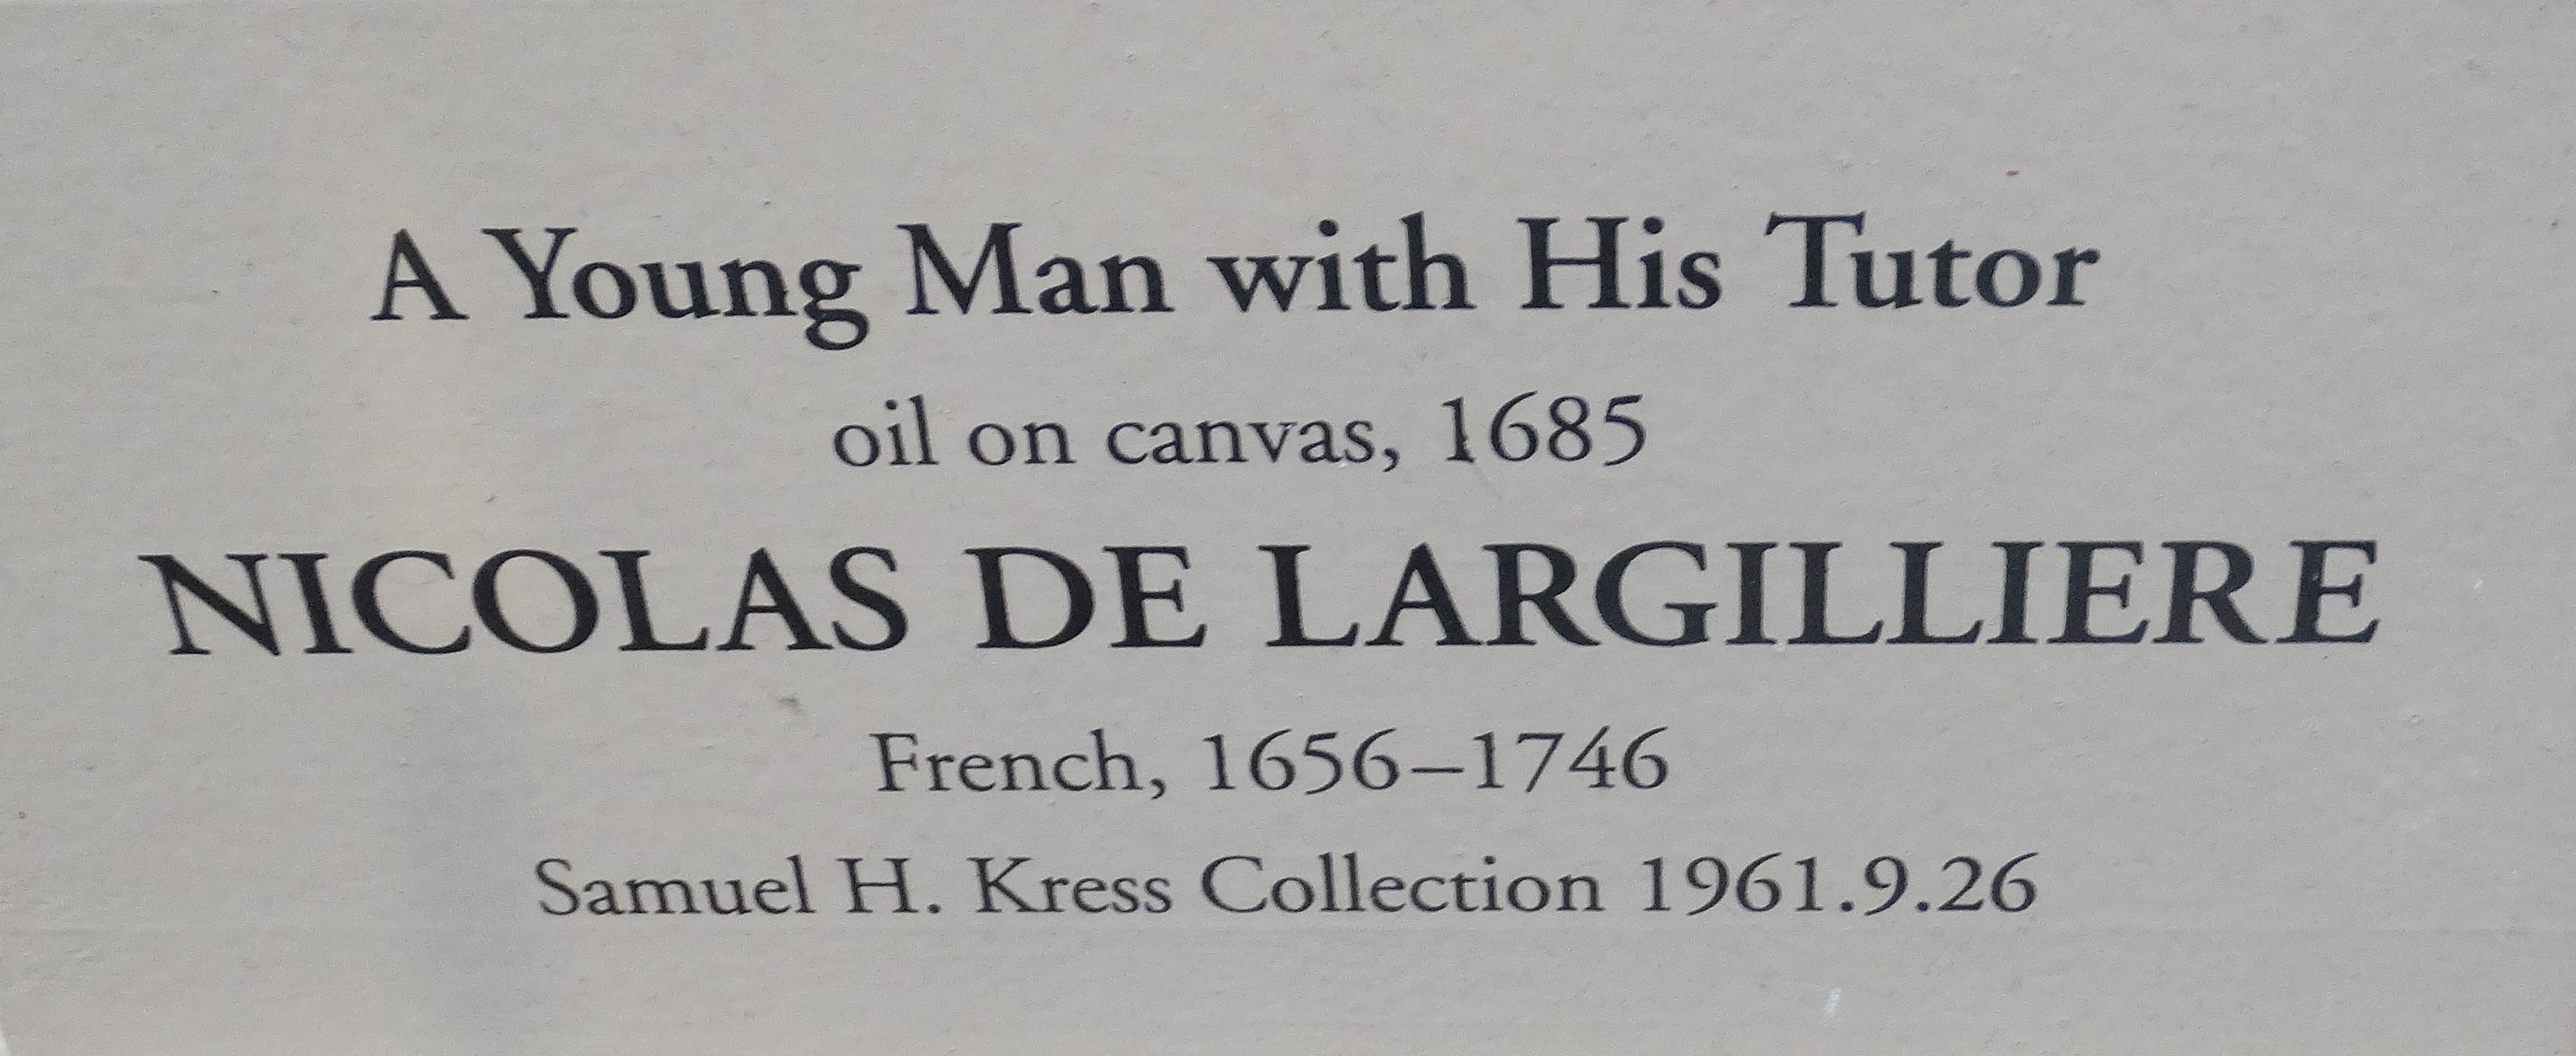 A Young Man with His Tutor
oil on canvas, 1685
NICOLAS DE LARGILLIERE
French, 1656–1746
Samuel H. Kress Collection 1961.9.26